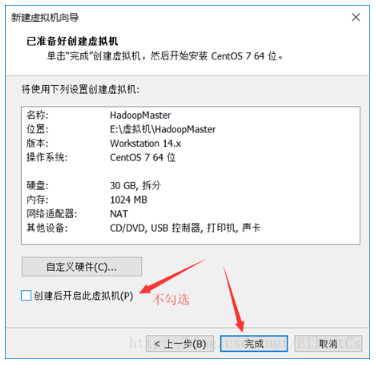 新建虚拟机向导
已准备好创建虚拟机
单击“完成”创建虚拟机，然后开始安装 CentOS 7 64 位。
将使用下列设置创建虚拟机:
名称: HadoopMaster
位置: E:\虚拟机\HadoopMaster
版本: Workstation 14.x
操作系统: CentOS 7 64 位
硬盘: 30 GB, 拆分
内存: 1024 MB
网络适配器: NAT
其他设备: CD/DVD, USB 控制器, 打印机, 声卡
自定义硬件(C)...
创建后开启此虚拟机(P)
不勾选
< 上一步(B) 完成 取消